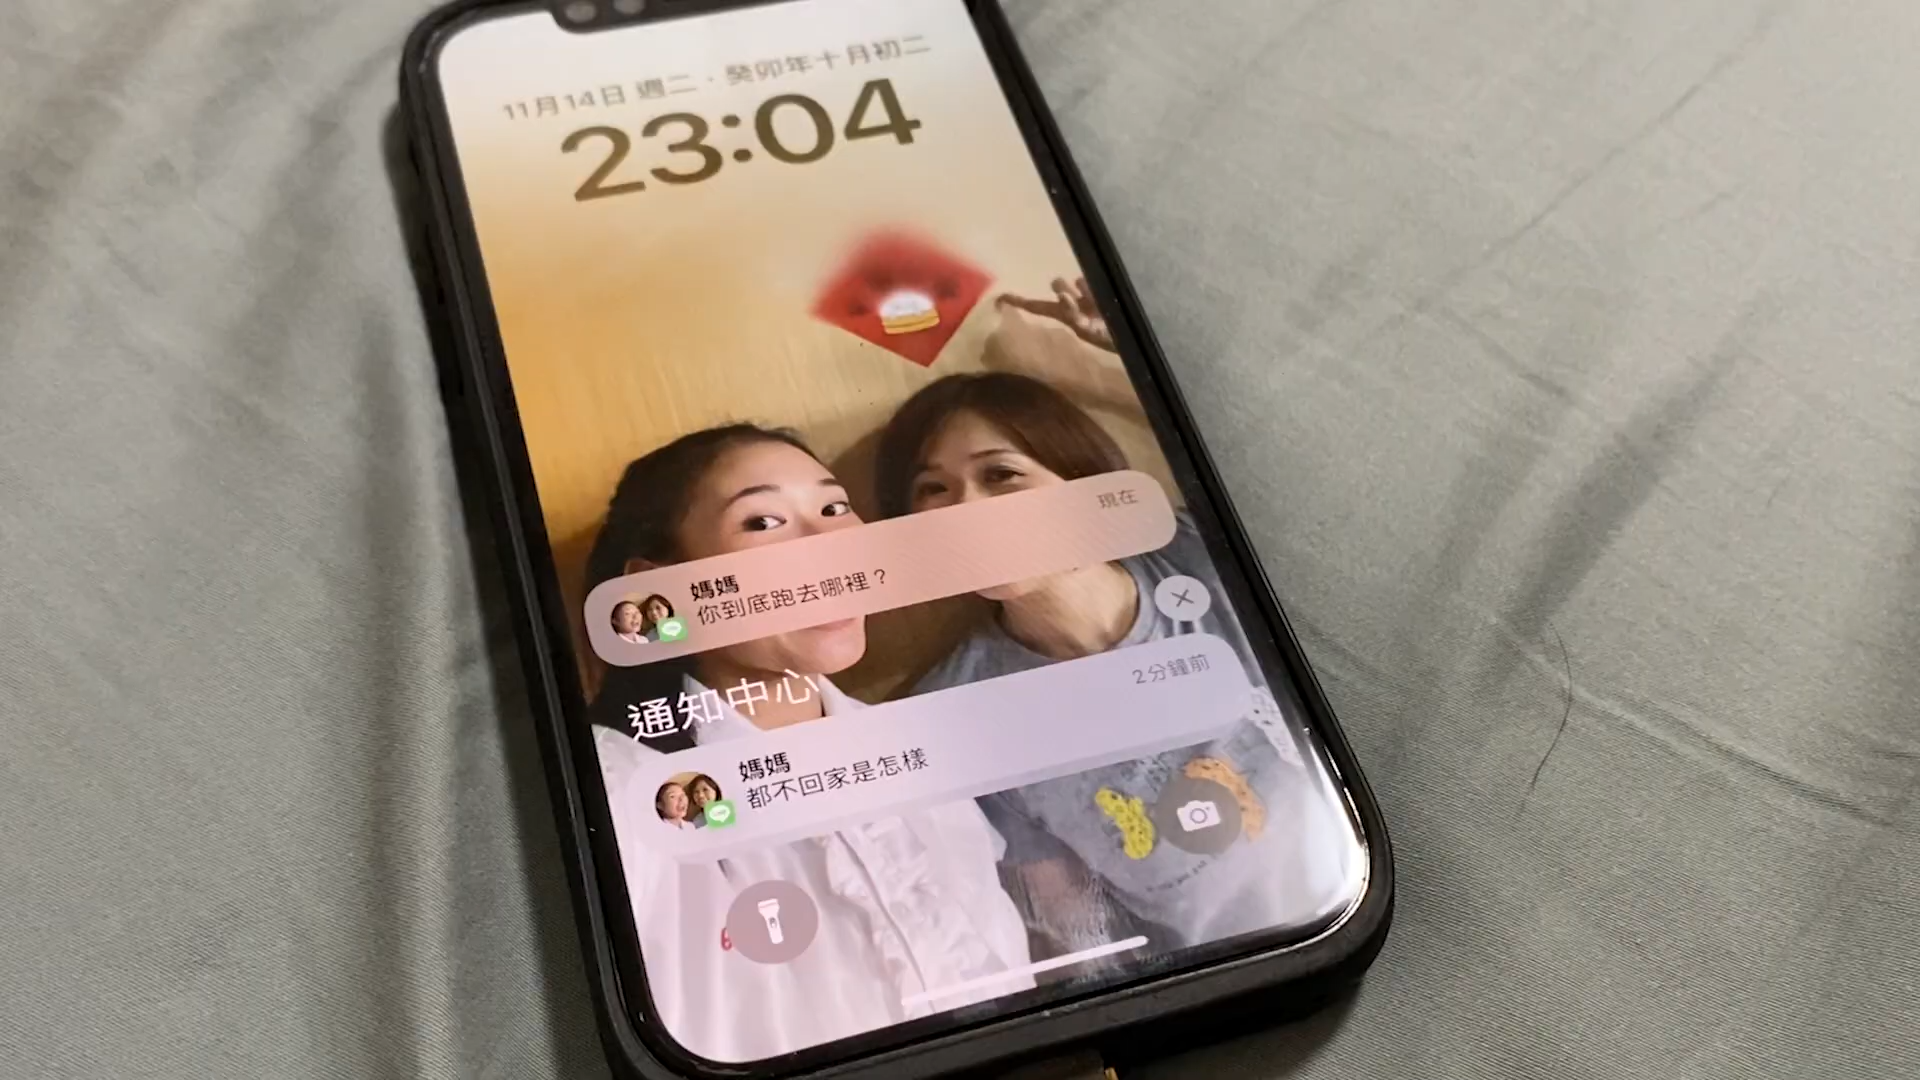 11月14日 週二·癸卯年十月初二
23:04
現在
媽媽
你到底跑去哪裡？
通知中心
2分鐘前
媽媽
都不回家是怎樣